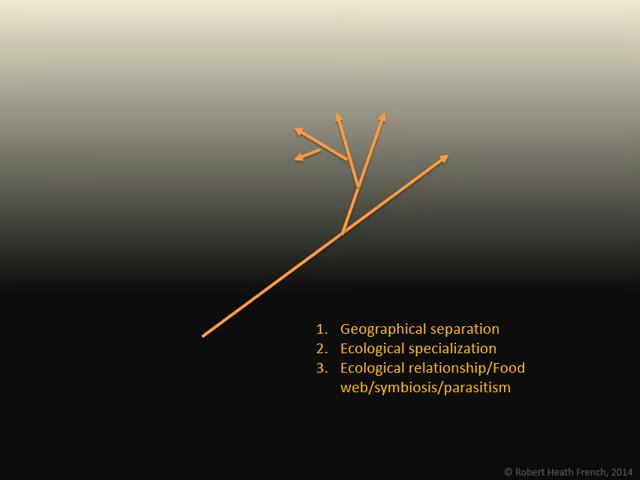 1. Geographical separation
2. Ecological specialization
3. Ecological relationship/Food
web/symbiosis/parasitism
© Robert Heath French, 2014